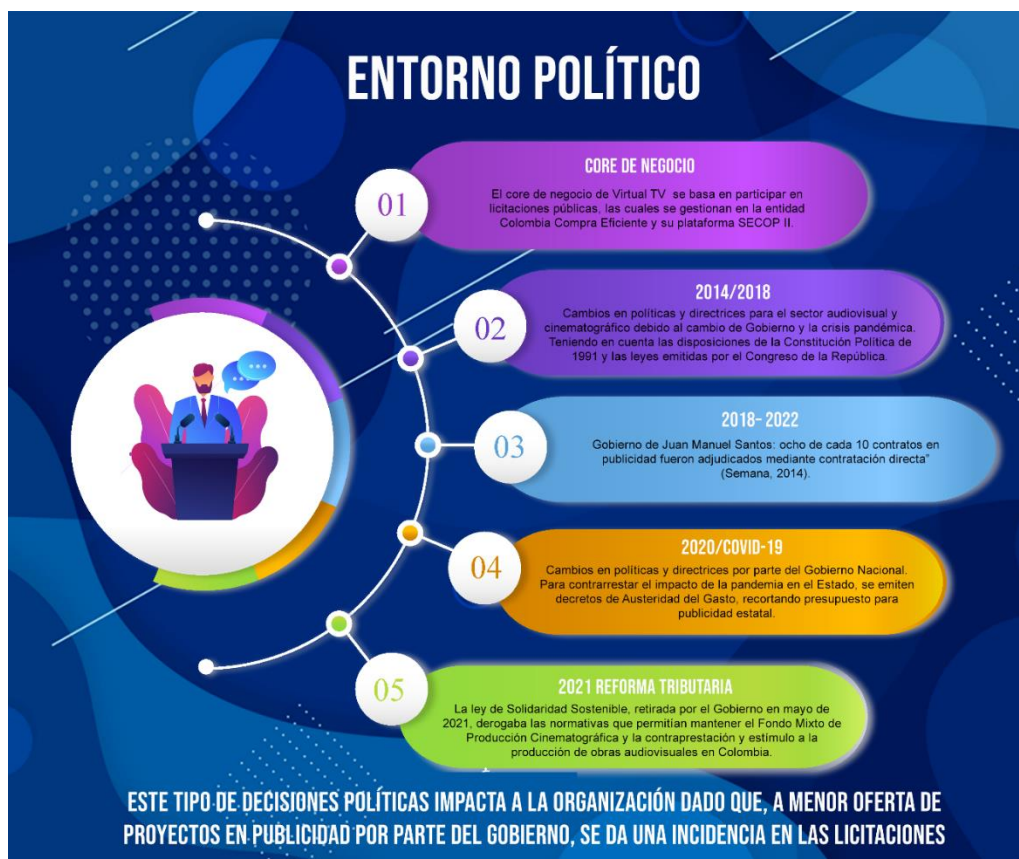 ENTORNO POLÍTICO
01
CORE DE NEGOCIO
El core de negocio de Virtual TV se basa en participar en
licitaciones públicas, las cuales se gestionan en la entidad
Colombia Compra Eficiente y su plataforma SECOP II.
02
2014/2018
Cambios en políticas y directrices para el sector audiovisual y
cinematográfico debido al cambio de Gobierno y la crisis pandémica.
Teniendo en cuenta las disposiciones de la Constitución Política de
1991 y las leyes emitidas por el Congreso de la República.
03
2018- 2022
Gobierno de Juan Manuel Santos: ocho de cada 10 contratos en
publicidad fueron adjudicados mediante contratación directa”
(Semana, 2014).
04
2020/COVID-19
Cambios en políticas y directrices por parte del Gobierno Nacional.
Para contrarrestar el impacto de la pandemia en el Estado, se emiten
decretos de Austeridad del Gasto, recortando presupuesto para
publicidad estatal.
05
2021 REFORMA TRIBUTARIA
La ley de Solidaridad Sostenible, retirada por el Gobierno en mayo de
2021, derogaba las normativas que permitían mantener el Fondo Mixto de
Producción Cinematográfica y la contraprestación y estímulo a la
producción de obras audiovisuales en Colombia.
ESTE TIPO DE DECISIONES POLÍTICAS IMPACTA A LA ORGANIZACIÓN DADO QUE, A MENOR OFERTA DE
PROYECTOS EN PUBLICIDAD POR PARTE DEL GOBIERNO, SE DA UNA INCIDENCIA EN LAS LICITACIONES